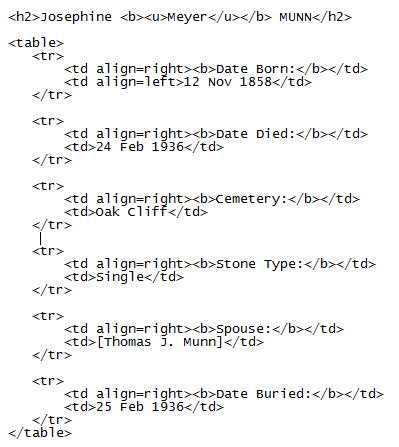 <h2>Josephine <b><u>Meyer</u></b> MUNN</h2>
<table>
<tr>
<td align=right><b>Date Born:</b></td>
<td align=left>12 Nov 1858</td>
</tr>
<tr>
<td align=right><b>Date Died:</b></td>
<td>24 Feb 1936</td>
</tr>
<tr>
<td align=right><b>Cemetery:</b></td>
<td>Oak Cliff</td>
</tr>
<tr>
<td align=right><b>Stone Type:</b></td>
<td>Single</td>
</tr>
<tr>
<td align=right><b>Spouse:</b></td>
<td>[Thomas J. Munn]</td>
</tr>
<tr>
<td align=right><b>Date Buried:</b></td>
<td>25 Feb 1936</td>
</tr>
</table>